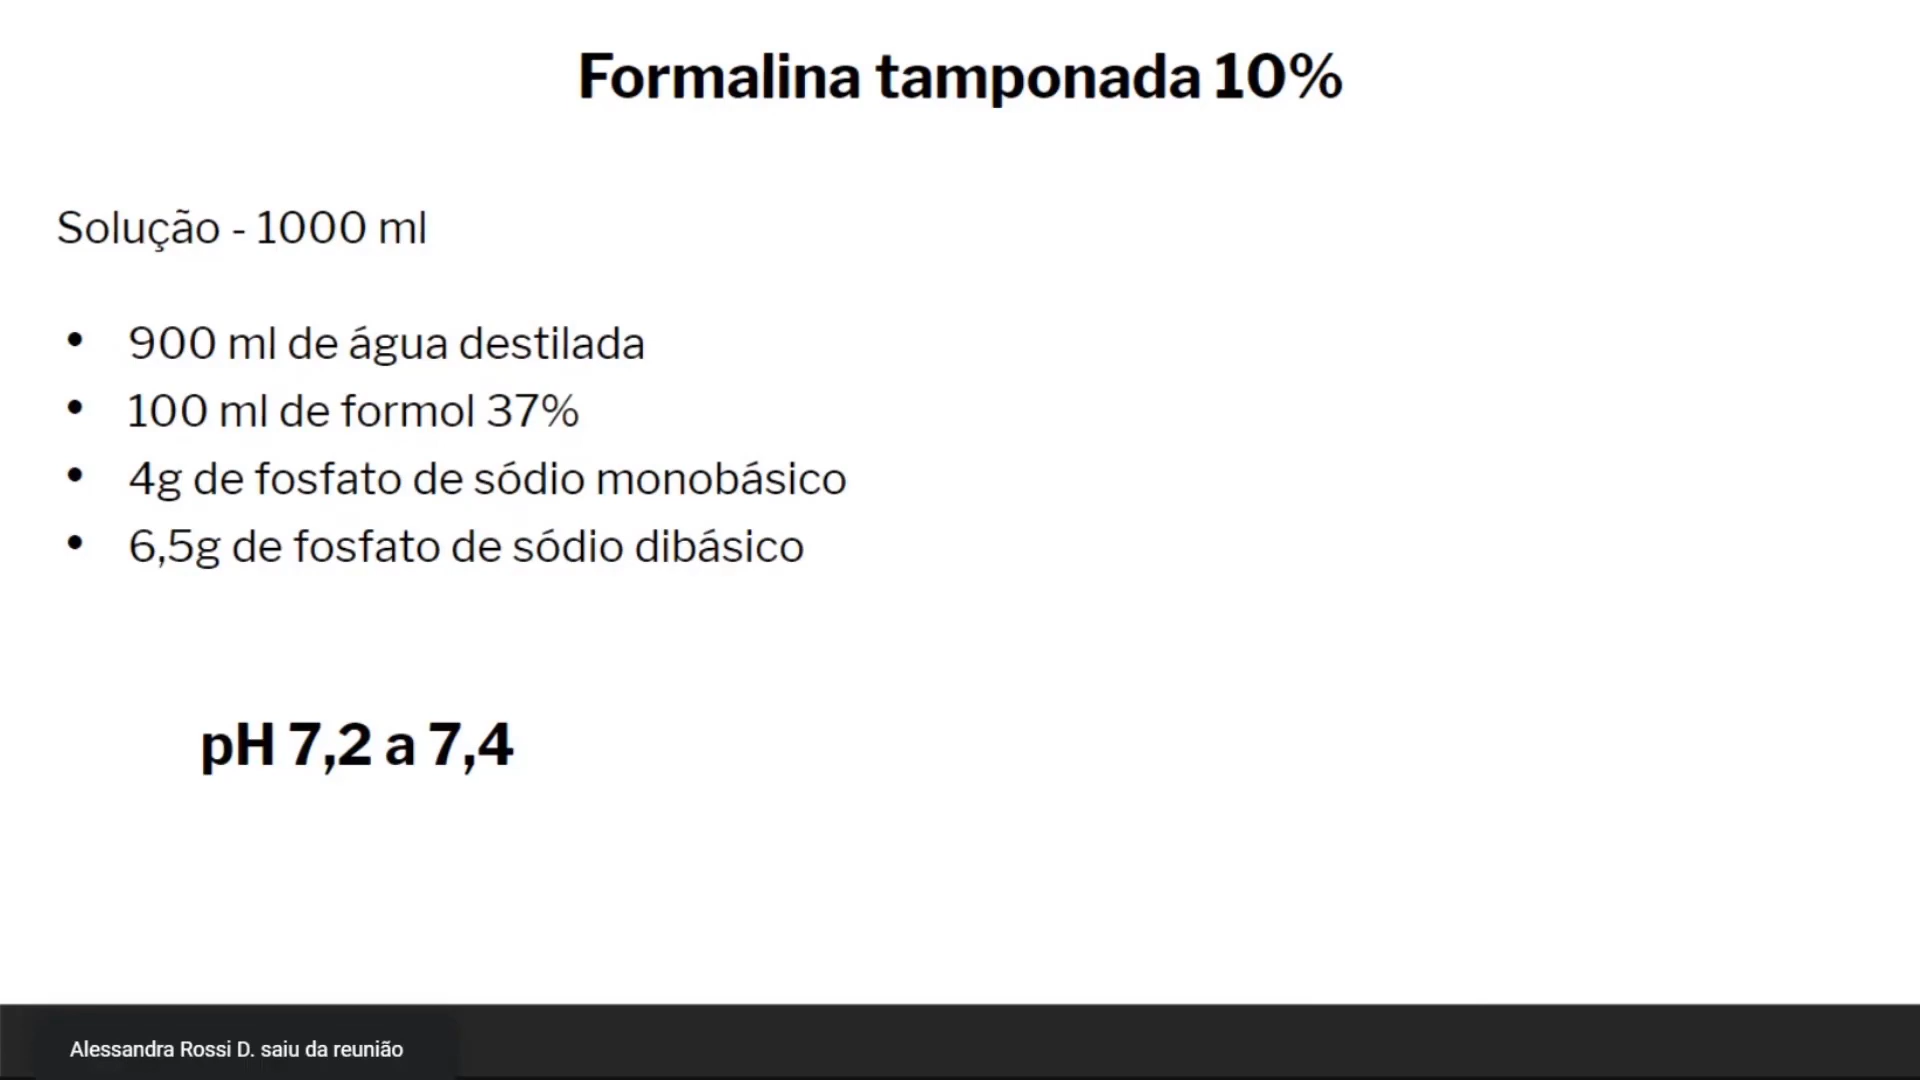 Formalina tamponada 10%
Solução - 1000 ml
• 900 ml de água destilada
• 100 ml de formol 37%
• 4g de fosfato de sódio monobásico
• 6,5g de fosfato de sódio dibásico
pH 7,2 a 7,4
Alessandra Rossi D. saiu da reunião